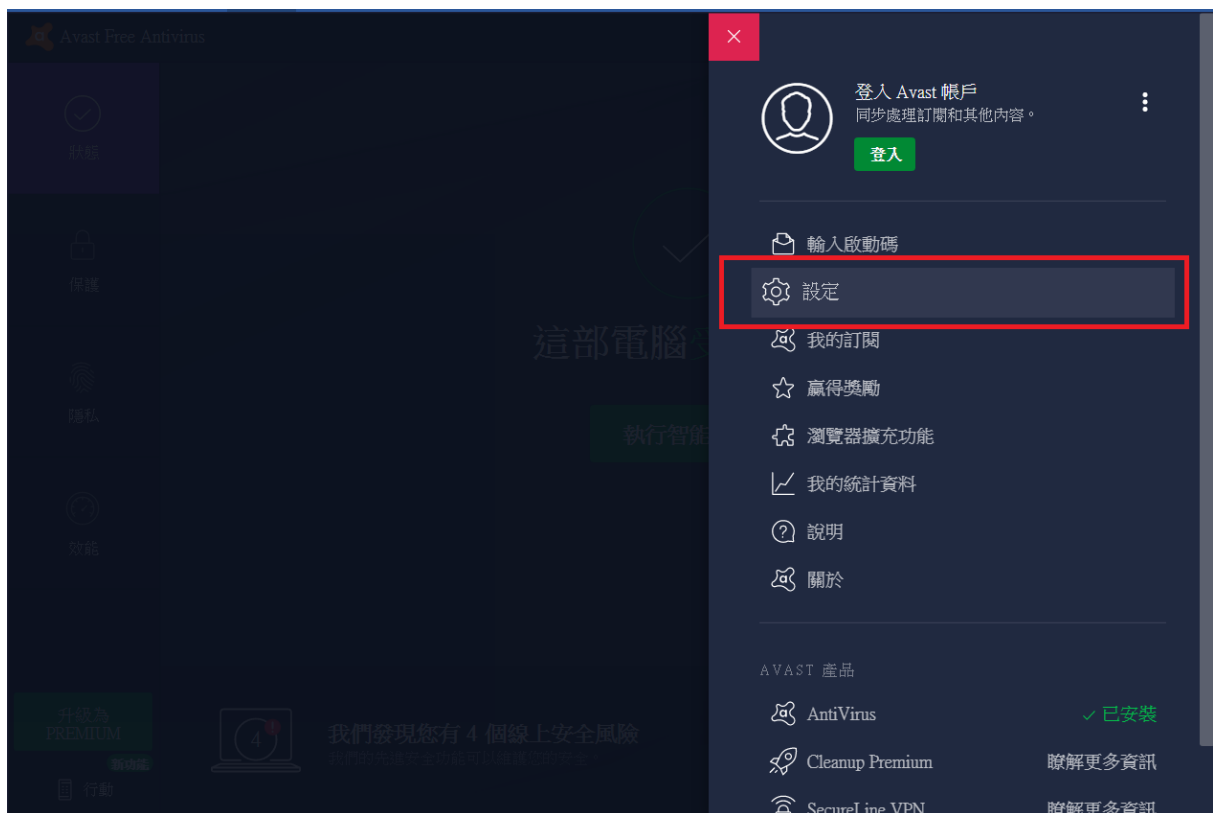 Avast Free Antivirus
狀態
保護
隱私
效能
這部電腦受
執行智能
升級為
PREMIUM
新功能
行動
4
我們發現您有 4 個線上安全風險
登入 Avast 帳戶
同步處理訂閱和其他內容。
登入
輸入啟動碼
設定
我的訂閱
贏得獎勵
瀏覽器擴充功能
我的統計資料
說明
關於
AVAST 產品
AntiVirus 已安裝
Cleanup Premium 瞭解更多資訊
SecureLine VPN 瞭解更多資訊